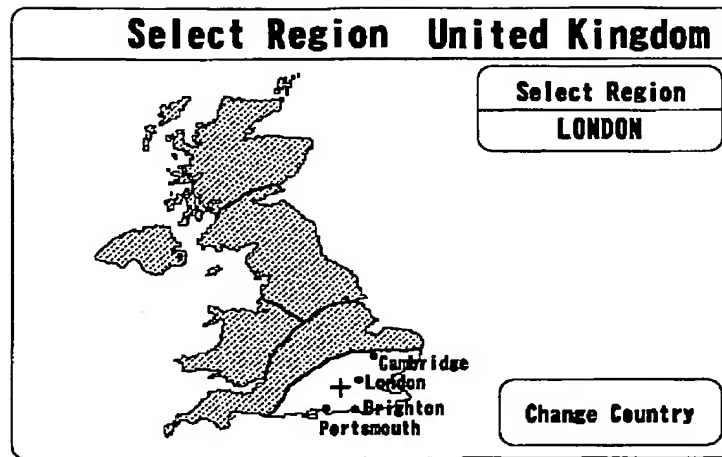 Select Region United Kingdom
Select Region
LONDON
Cambridge
London
Brighton
Portsmouth
Change Country